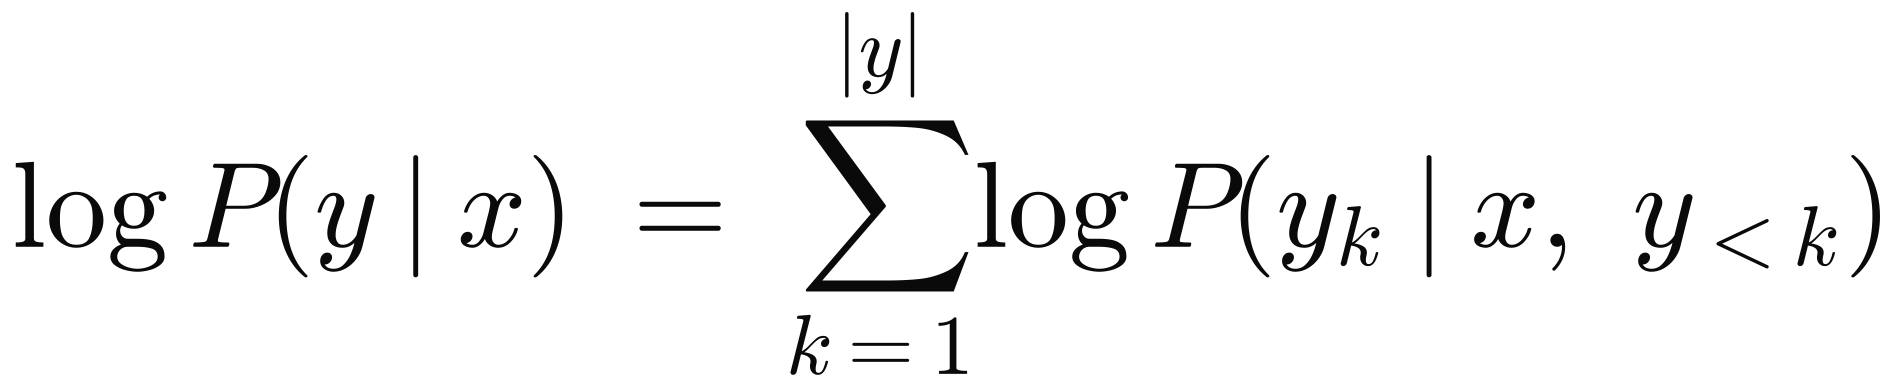 log P(y | x) = ∑_{k=1}^{|y|} log P(y_k | x, y_{<k})